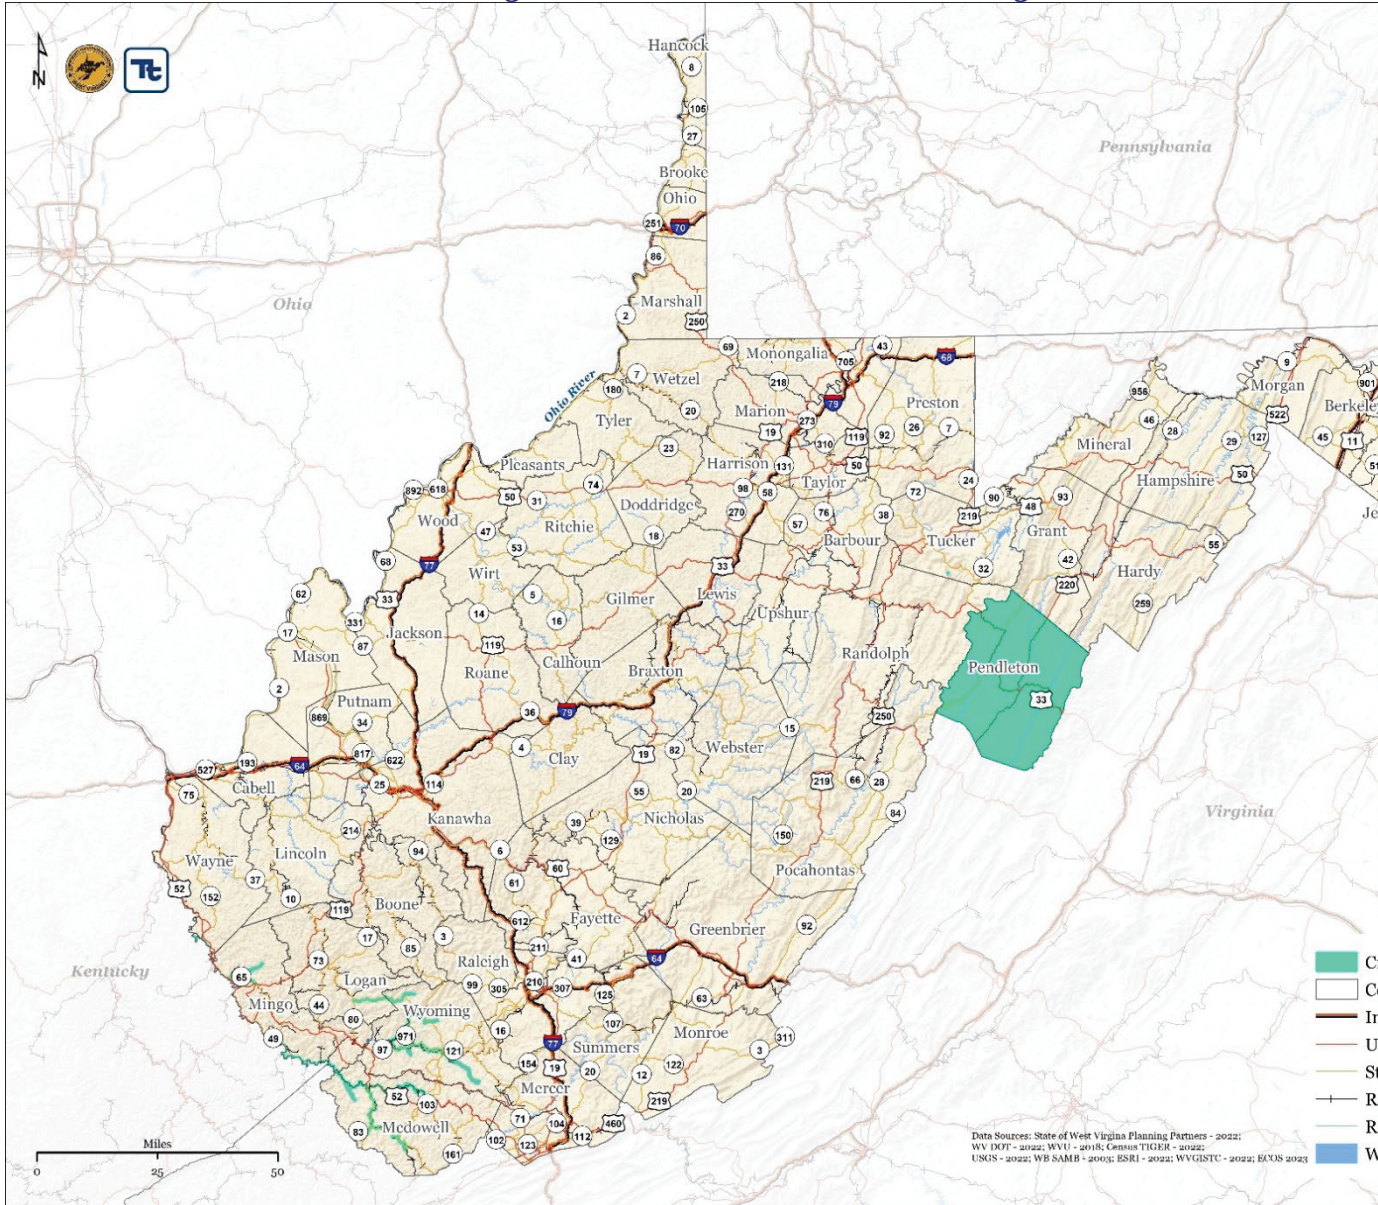 Hancock
8
105
27
Pennsylvania
Brooke
Ohio
251
70
86
Ohio
Marshall
2
250
69
Monongalia
705
43
68
9
Morgan
901
7
Wetzel
180
218
79
956
Ohio River
20
Marion
273
Preston
46
28
522
Berkeley
Tyler
19
310
119
92
26
7
Mineral
29
127
45
11
23
Harrison
131
50
51
Pleasants
74
98
58
Taylor
24
Hampshire
50
892
618
50
31
Doddridge
270
76
72
90
93
Wood
47
Ritchie
57
38
219
48
Je
53
18
Barbour
Tucker
Grant
55
68
77
Wirt
33
32
42
Hardy
62
33
5
Gilmer
Lewis
220
259
17
331
14
16
Upshur
87
Jackson
119
Randolph
Mason
Roane
Calhoun
Braxton
Pendleton
2
Putnam
33
869
34
36
79
250
15
193
817
622
4
19
82
Webster
527
64
Clay
Cabell
25
114
219
66
28
75
55
20
84
Virginia
Kanawha
39
Nicholas
214
129
150
94
6
Wayne
Lincoln
60
Pocahontas
52
37
61
152
10
119
Boone
612
Fayette
92
17
3
Greenbrier
85
211
Kentucky
73
Raleigh
41
64
65
Logan
99
305
210
307
125
63
Mingo
44
Wyoming
80
107
Monroe
49
971
16
311
97
121
77
Summers
3
154
19
20
12
122
Mercer
52
103
219
Mcdowell
71
104
460
83
102
123
112
161
Miles
0
25
50
Data Sources: State of West Virgina Planning Partners - 2022;
WV DOT - 2022; WVU - 2018; Census TIGER - 2022;
USGS - 2022; WB SAMB - 2003; ESRI - 2022; WVGISTC - 2022; ECOS 2023
N
Tt